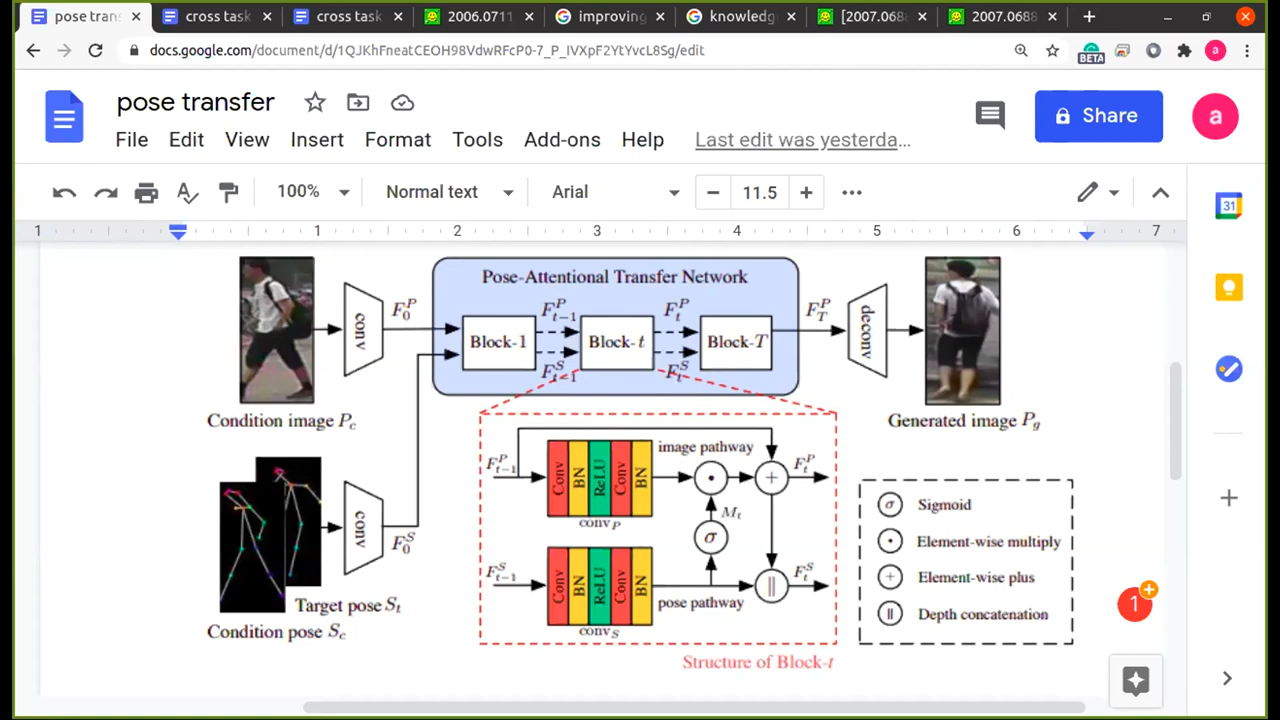 pose trans
cross task
cross task
2006.0711
improving
knowledg
[2007.068
2007.0688
docs.google.com/document/d/1QJKhFneatCEOH98VdwRFcP0-7_P_IVXpF2YtYvcL8Sg/edit
BETA
a
pose transfer
File Edit View Insert Format Tools Add-ons Help Last edit was yesterda...
Share
a
100% Normal text Arial 11.5
31
1 1 2 3 4 5 6 7
Pose-Attentional Transfer Network
conv
F_0^P
Block-1
F_{t-1}^P
F_{t-1}^S
Block-t
F_t^P
F_t^S
Block-T
F_T^P
deconv
Condition image P_c
Generated image P_g
conv
F_0^S
Target pose S_t
Condition pose S_c
F_{t-1}^P
Conv BN ReLU Conv BN
conv_P
image pathway
F_t^P
M_t
σ
F_{t-1}^S
Conv BN ReLU Conv BN
conv_S
pose pathway
||
F_t^S
Structure of Block-t
σ Sigmoid
• Element-wise multiply
+ Element-wise plus
|| Depth concatenation
1